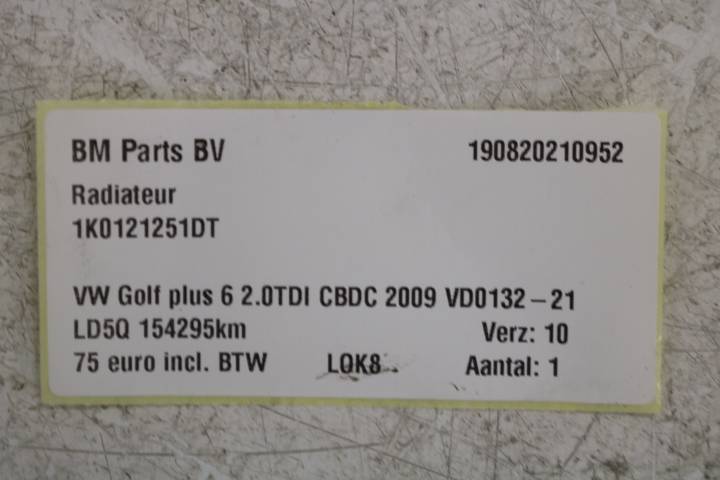 BM Parts BV 190820210952
Radiateur
1K0121251DT
VW Golf plus 6 2.0TDI CBDC 2009 VD0132-21
LD5Q 154295km Verz: 10
75 euro incl. BTW LOK8 Aantal: 1